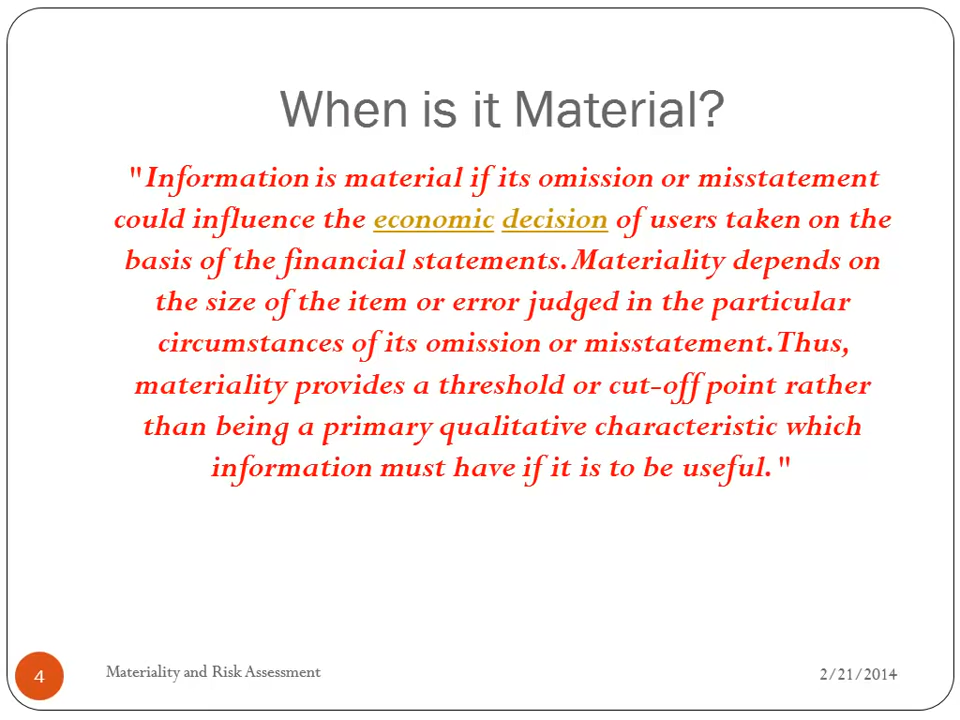 When is it Material?
"Information is material if its omission or misstatement
could influence the economic decision of users taken on the
basis of the financial statements. Materiality depends on
the size of the item or error judged in the particular
circumstances of its omission or misstatement. Thus,
materiality provides a threshold or cut-off point rather
than being a primary qualitative characteristic which
information must have if it is to be useful."
4
Materiality and Risk Assessment
2/21/2014